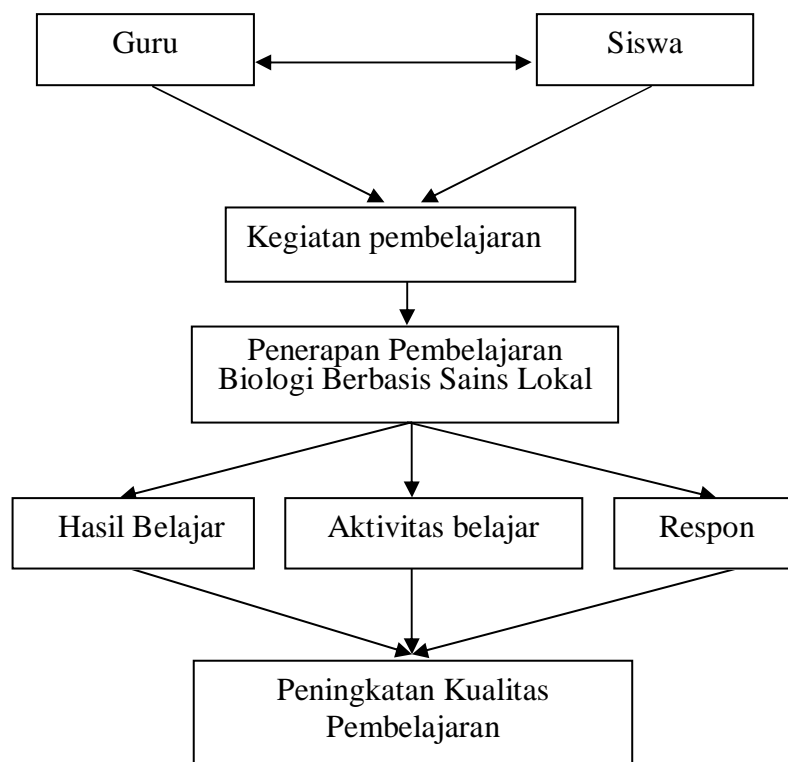 Guru
Siswa
Kegiatan pembelajaran
Penerapan Pembelajaran
Biologi Berbasis Sains Lokal
Hasil Belajar
Aktivitas belajar
Respon
Peningkatan Kualitas
Pembelajaran